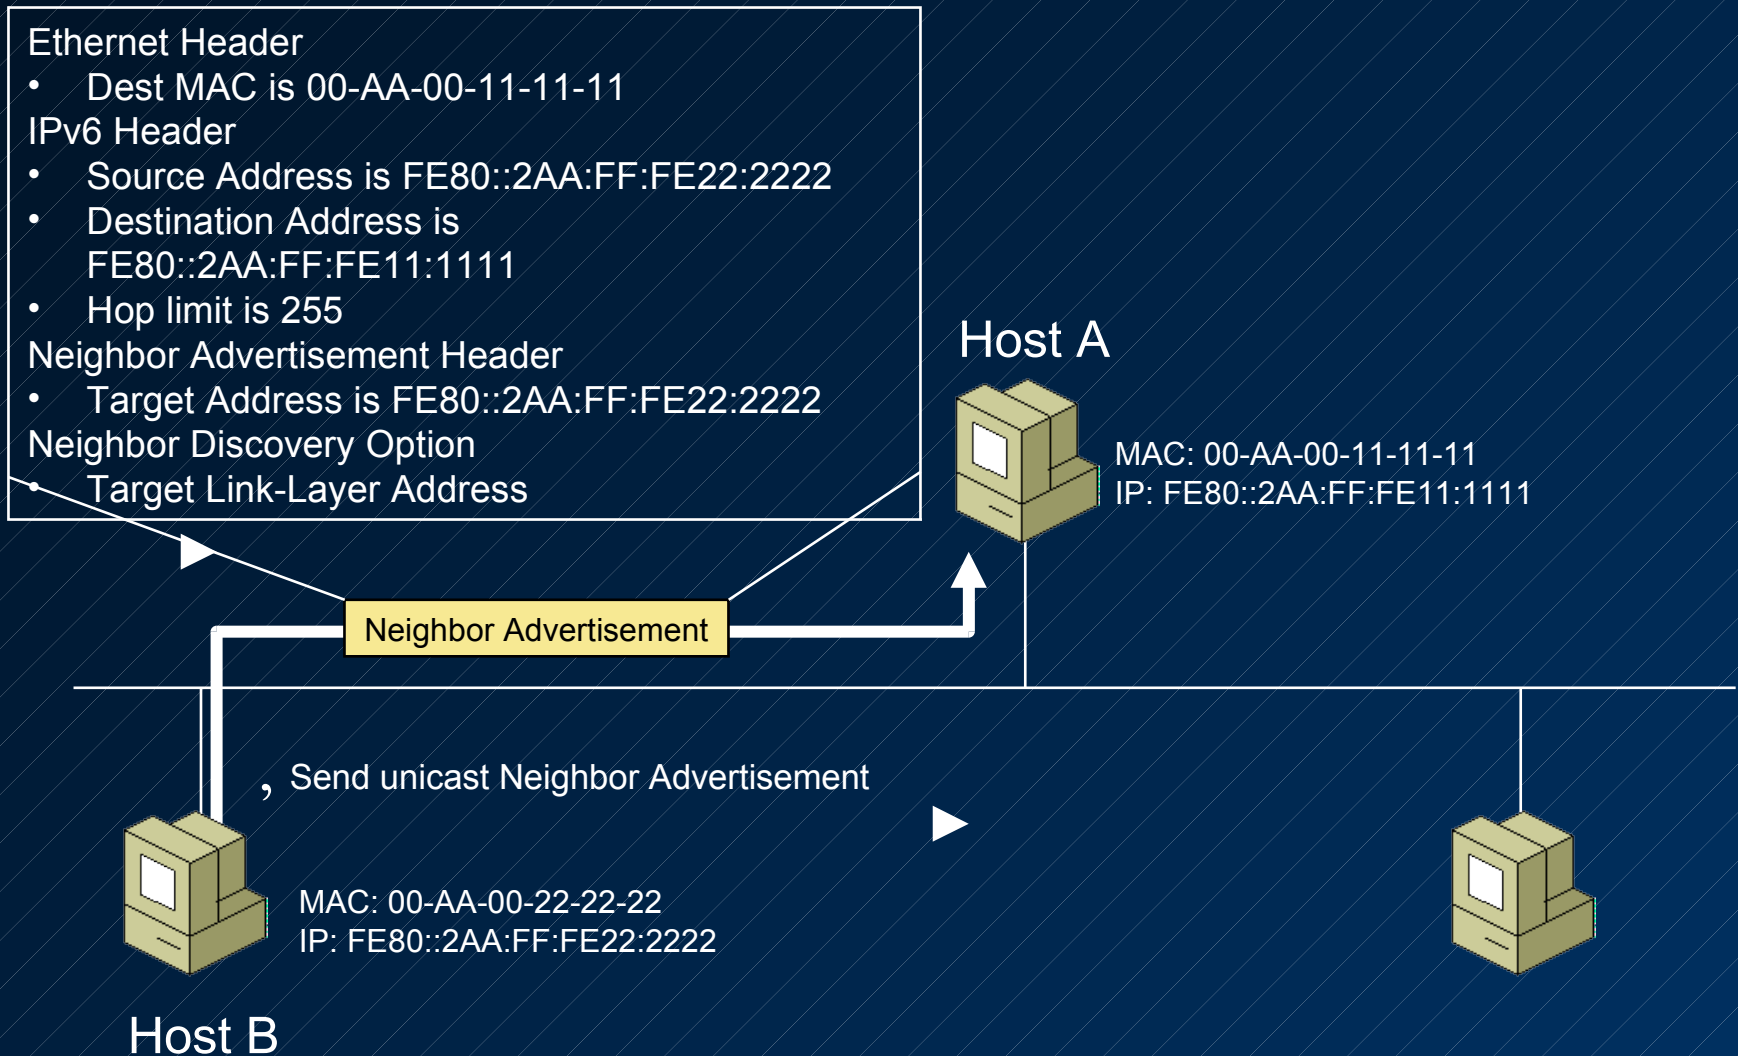 Ethernet Header
• Dest MAC is 00-AA-00-11-11-11
IPv6 Header
• Source Address is FE80::2AA:FF:FE22:2222
• Destination Address is
FE80::2AA:FF:FE11:1111
• Hop limit is 255
Neighbor Advertisement Header
• Target Address is FE80::2AA:FF:FE22:2222
Neighbor Discovery Option
• Target Link-Layer Address
Host A
MAC: 00-AA-00-11-11-11
IP: FE80::2AA:FF:FE11:1111
Neighbor Advertisement
, Send unicast Neighbor Advertisement
MAC: 00-AA-00-22-22-22
IP: FE80::2AA:FF:FE22:2222
Host B